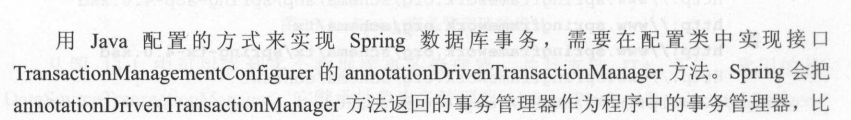 用 Java 配置的方式来实现 Spring 数据库事务，需要在配置类中实现接口
TransactionManagementConfigurer 的 annotationDrivenTransactionManager 方法。Spring 会把
annotationDrivenTransactionManager 方法返回的事务管理器作为程序中的事务管理器，比